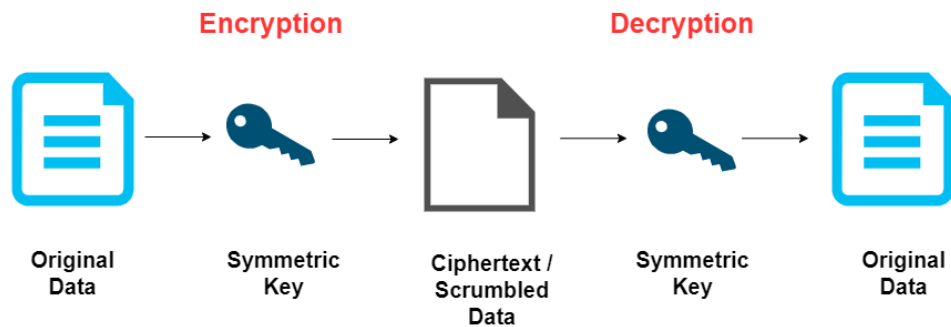 Encryption
Decryption
Original
Data
Symmetric
Key
Ciphertext /
Scrumbled
Data
Symmetric
Key
Original
Data